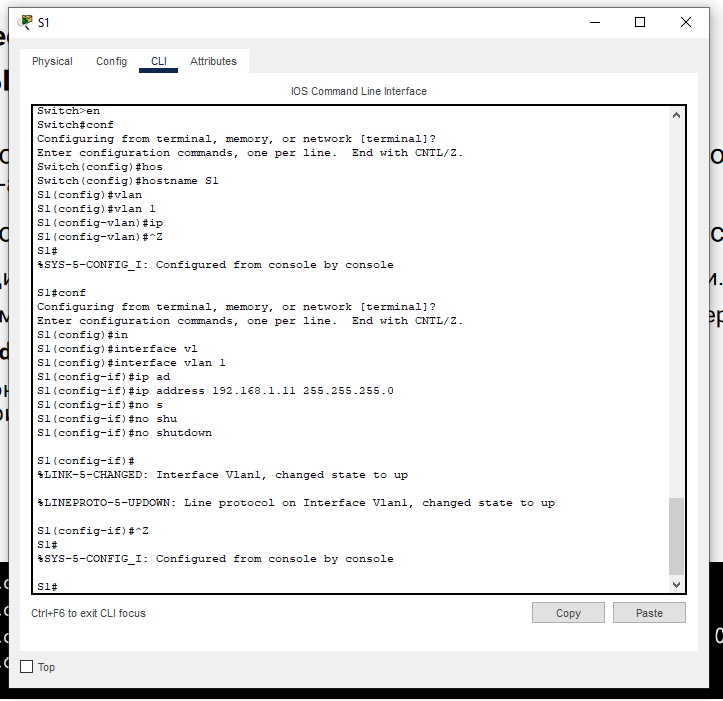 S1
Physical Config CLI Attributes
IOS Command Line Interface
Switch>en
Switch#conf
Configuring from terminal, memory, or network [terminal]?
Enter configuration commands, one per line.  End with CNTL/Z.
Switch(config)#hos
Switch(config)#hostname S1
S1(config)#vlan
S1(config)#vlan 1
S1(config-vlan)#ip
S1(config-vlan)#^Z
S1#
%SYS-5-CONFIG_I: Configured from console by console
S1#conf
Configuring from terminal, memory, or network [terminal]?
Enter configuration commands, one per line.  End with CNTL/Z.
S1(config)#in
S1(config)#interface vl
S1(config)#interface vlan 1
S1(config-if)#ip ad
S1(config-if)#ip address 192.168.1.11 255.255.255.0
S1(config-if)#no s
S1(config-if)#no shu
S1(config-if)#no shutdown
S1(config-if)#
%LINK-5-CHANGED: Interface Vlan1, changed state to up
%LINEPROTO-5-UPDOWN: Line protocol on Interface Vlan1, changed state to up
S1(config-if)#^Z
S1#
%SYS-5-CONFIG_I: Configured from console by console
S1#
Ctrl+F6 to exit CLI focus
Copy
Paste
Top